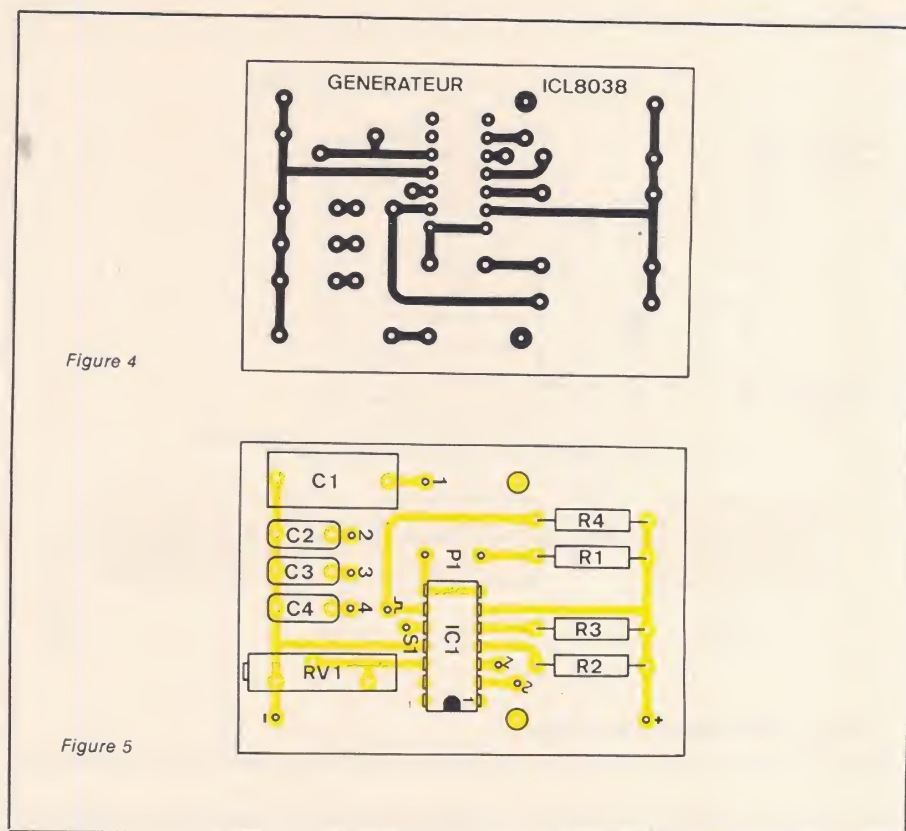 GENERATEUR ICL8038
Figure 4
C1 1
R4
C2 2
P1 R1
C3 3
C4 4 IC1
S1 R3
R2
RV1
1
- +
Figure 5